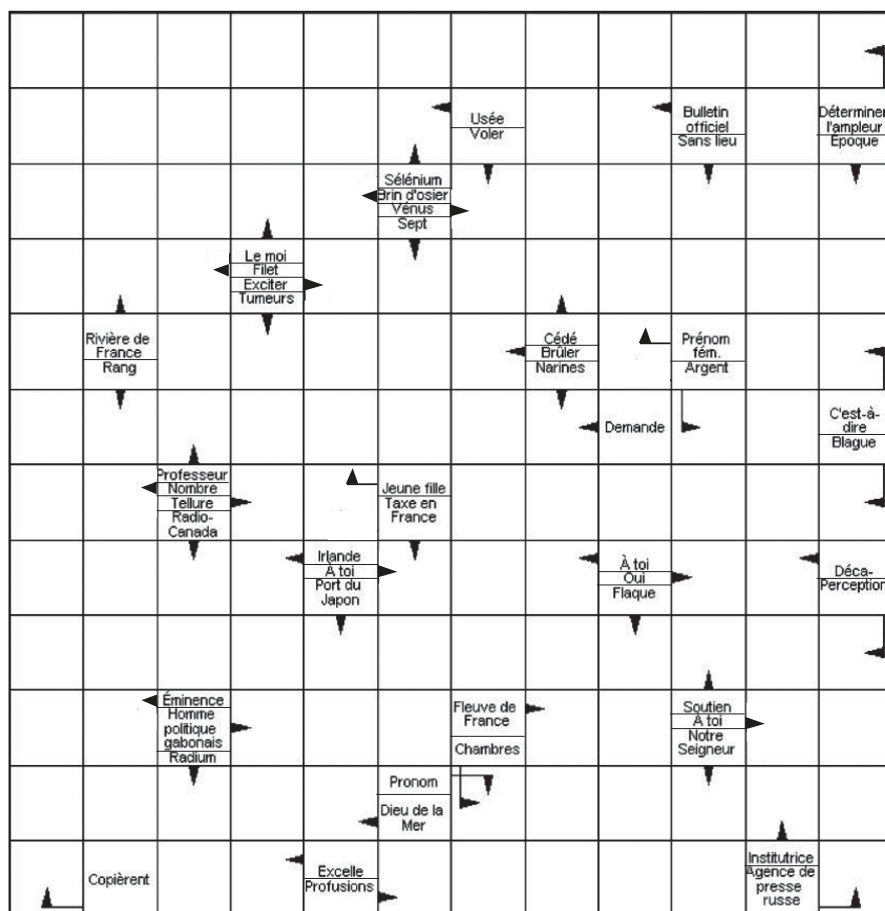 Usée
Voler
Bulletin
officiel
Sans lieu
Déterminer
l'ampleur
Époque
Sélénium
Brin d'osier
Vénus
Sept
Le moi
Filet
Exciter
Tumeurs
Rivière de
France
Rang
Cédé
Brûler
Narines
Prénom
fém.
Argent
Demande
C'est-à-
dire
Blague
Professeur
Nombre
Tellure
Radio-
Canada
Jeune fille
Taxe en
France
Irlande
À toi
Port du
Japon
À toi
Oui
Flaque
Déca-
Perception
Éminence
Homme
politique
gabonais
Radium
Fleuve de
France
Chambres
Soutien
À toi
Notre
Seigneur
Pronom
Dieu de la
Mer
Copièrent
Excelle
Profusions
Institutrice
Agence de
presse
russe